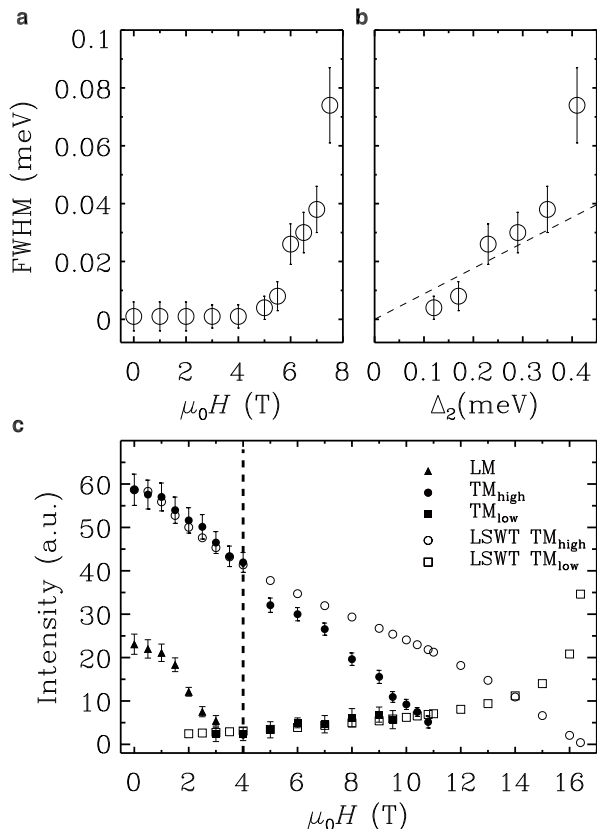 a
b
FWHM (meV)
0.1
0.08
0.06
0.04
0.02
0
0 2 4 6 8
μ₀H (T)
0 0.1 0.2 0.3 0.4
Δ₂(meV)
c
Intensity (a.u.)
60
50
40
30
20
10
0
LM
TMhigh
TMlow
LSWT TMhigh
LSWT TMlow
0 2 4 6 8 10 12 14 16
μ₀H (T)